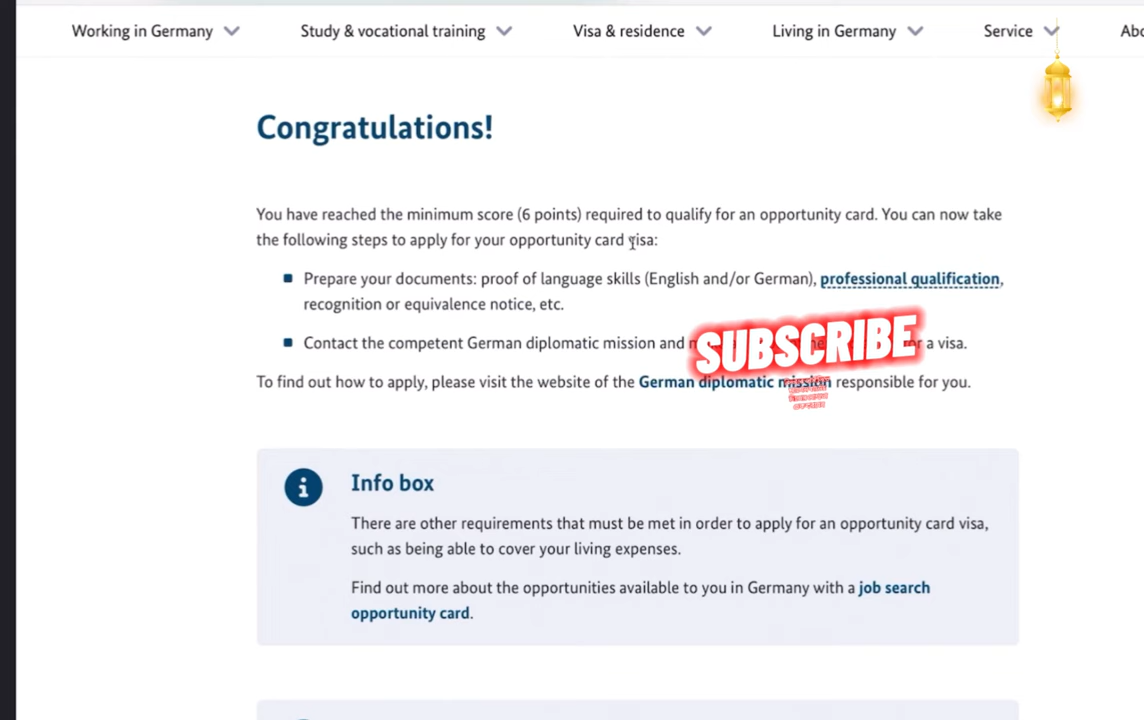 Working in Germany Study & vocational training Visa & residence Living in Germany Service
Congratulations!
You have reached the minimum score (6 points) required to qualify for an opportunity card. You can now take
the following steps to apply for your opportunity card visa:
Prepare your documents: proof of language skills (English and/or German), professional qualification,
recognition or equivalence notice, etc.
Contact the competent German diplomatic mission and a visa.
SUBSCRIBE
To find out how to apply, please visit the website of the German diplomatic mission responsible for you.
Info box
There are other requirements that must be met in order to apply for an opportunity card visa,
such as being able to cover your living expenses.
Find out more about the opportunities available to you in Germany with a job search
opportunity card.